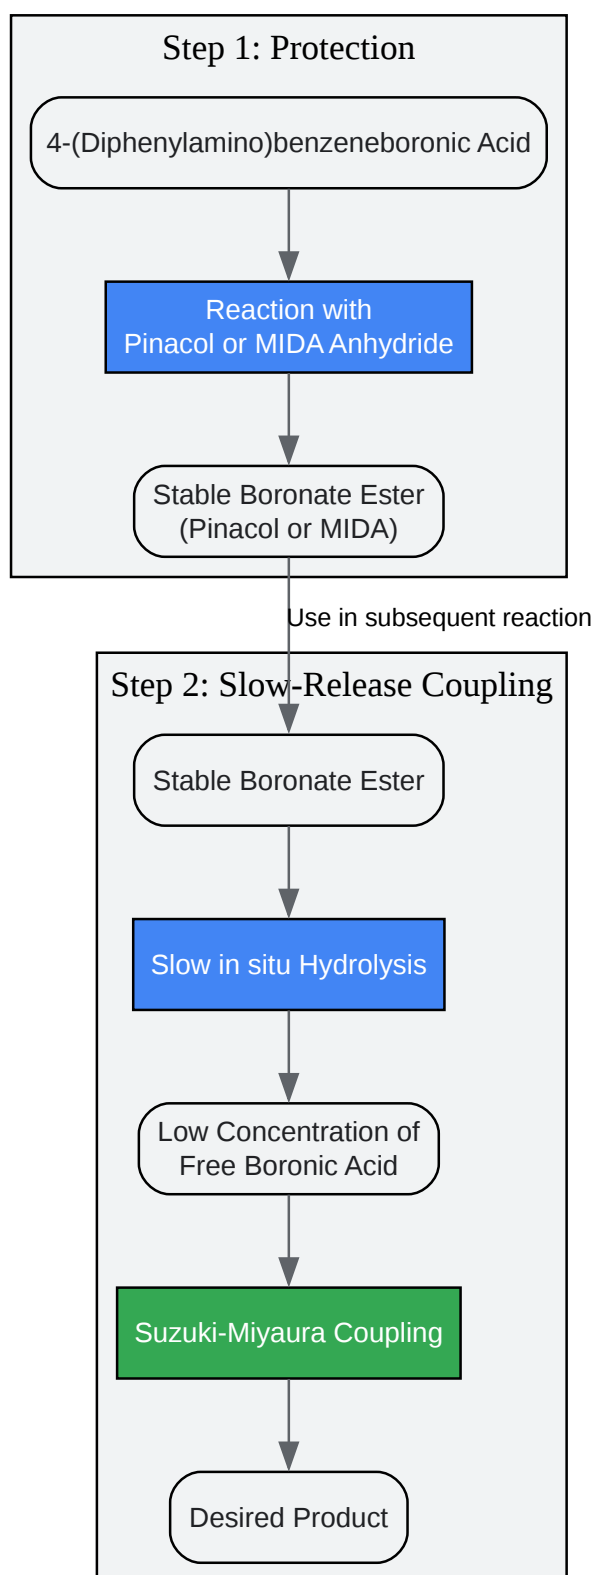 Step 1: Protection
4-(Diphenylamino)benzeneboronic Acid
Reaction with
Pinacol or MIDA Anhydride
Stable Boronate Ester
(Pinacol or MIDA)
Use in subsequent reaction
Step 2: Slow-Release Coupling
Stable Boronate Ester
Slow in situ Hydrolysis
Low Concentration of
Free Boronic Acid
Suzuki-Miyaura Coupling
Desired Product